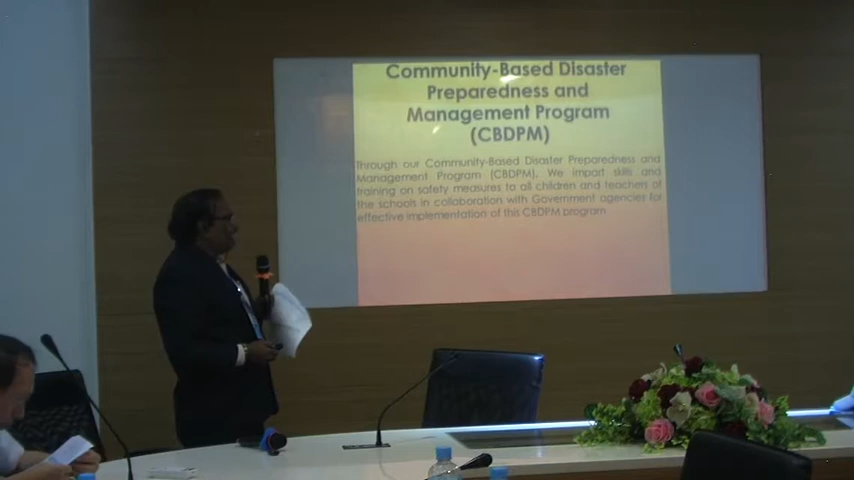 Community-Based Disaster
Preparedness and
Management Program
(CBDPM)
Through our Community-Based Disaster Preparedness and
Management Program (CBDPM). We impart skills and
training on safety measures to all children and teachers of
the schools in collaboration with Government agencies for
effective implementation of this CBDPM program.